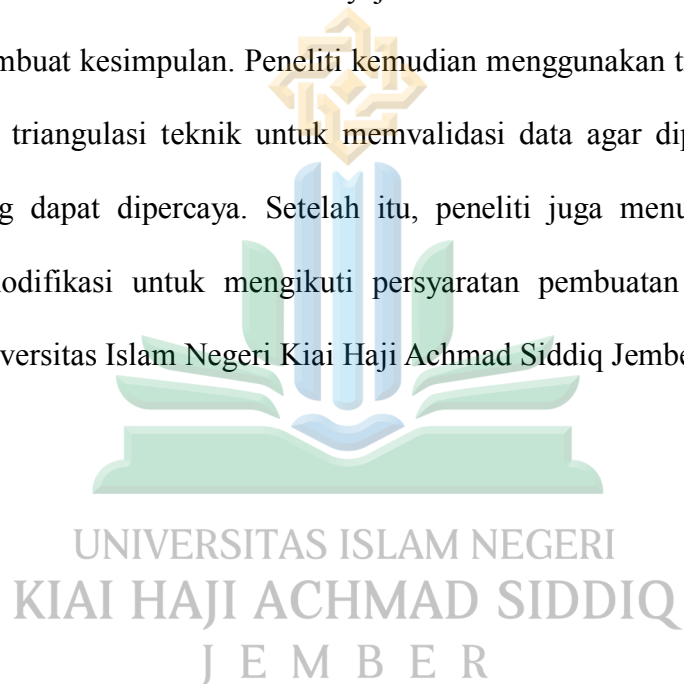 mbuat kesimpulan. Peneliti kemudian menggunakan t
triangulasi teknik untuk memvalidasi data agar dip
g dapat dipercaya. Setelah itu, peneliti juga menu
nodifikasi untuk mengikuti persyaratan pembuatan
versitas Islam Negeri Kiai Haji Achmad Siddiq Jembe
UNIVERSITAS ISLAM NEGERI
KIAI HAJI ACHMAD SIDDIQ
JEMBER